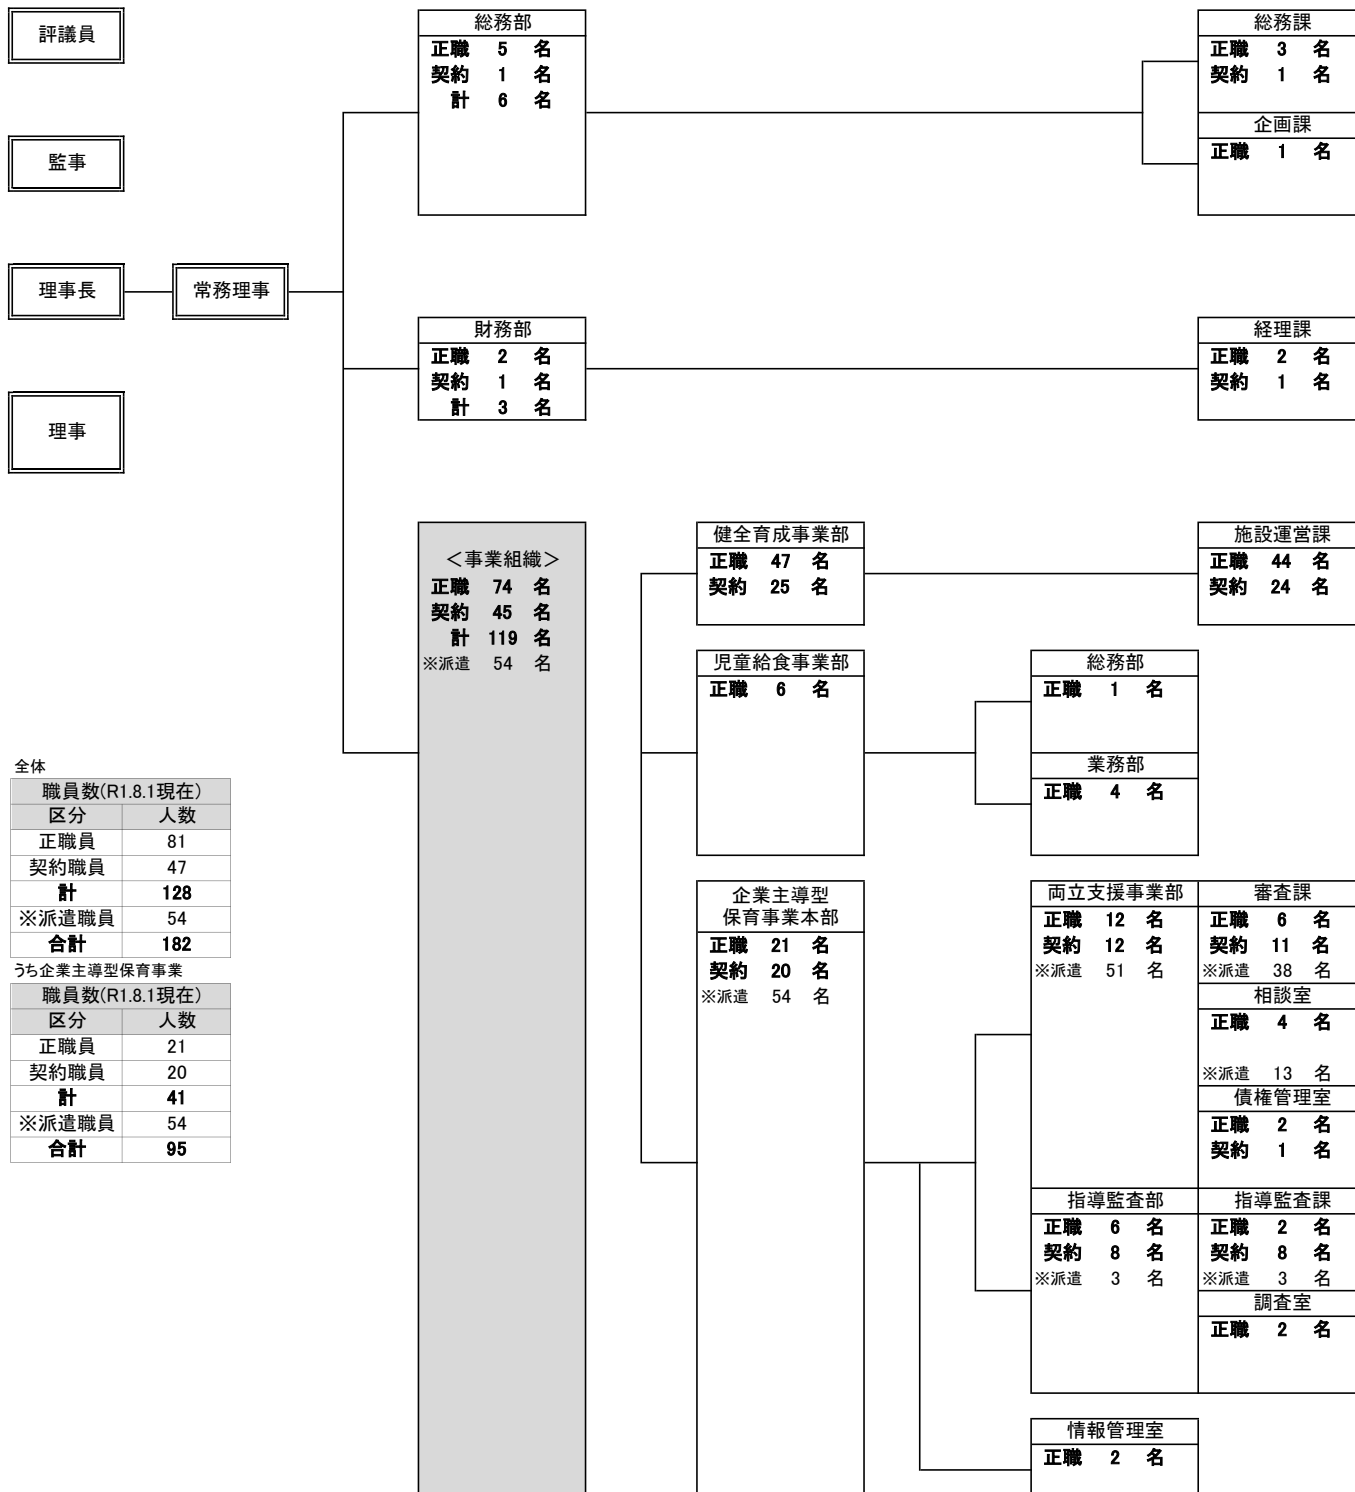 評議員
監事
理事長
常務理事
理事
総務部
正職 5 名
契約 1 名
計 6 名
総務課
正職 3 名
契約 1 名
企画課
正職 1 名
財務部
正職 2 名
契約 1 名
計 3 名
経理課
正職 2 名
契約 1 名
＜事業組織＞
正職 74 名
契約 45 名
計 119 名
※派遣 54 名
健全育成事業部
正職 47 名
契約 25 名
施設運営課
正職 44 名
契約 24 名
児童給食事業部
正職 6 名
総務部
正職 1 名
業務部
正職 4 名
企業主導型
保育事業本部
正職 21 名
契約 20 名
※派遣 54 名
両立支援事業部
正職 12 名
契約 12 名
※派遣 51 名
審査課
正職 6 名
契約 11 名
※派遣 38 名
相談室
正職 4 名
※派遣 13 名
債権管理室
正職 2 名
契約 1 名
指導監査部
正職 6 名
契約 8 名
※派遣 3 名
指導監査課
正職 2 名
契約 8 名
※派遣 3 名
調査室
正職 2 名
情報管理室
正職 2 名
全体
職員数(R1.8.1現在)
区分 人数
正職員 81
契約職員 47
計 128
※派遣職員 54
合計 182
うち企業主導型保育事業
職員数(R1.8.1現在)
区分 人数
正職員 21
契約職員 20
計 41
※派遣職員 54
合計 95